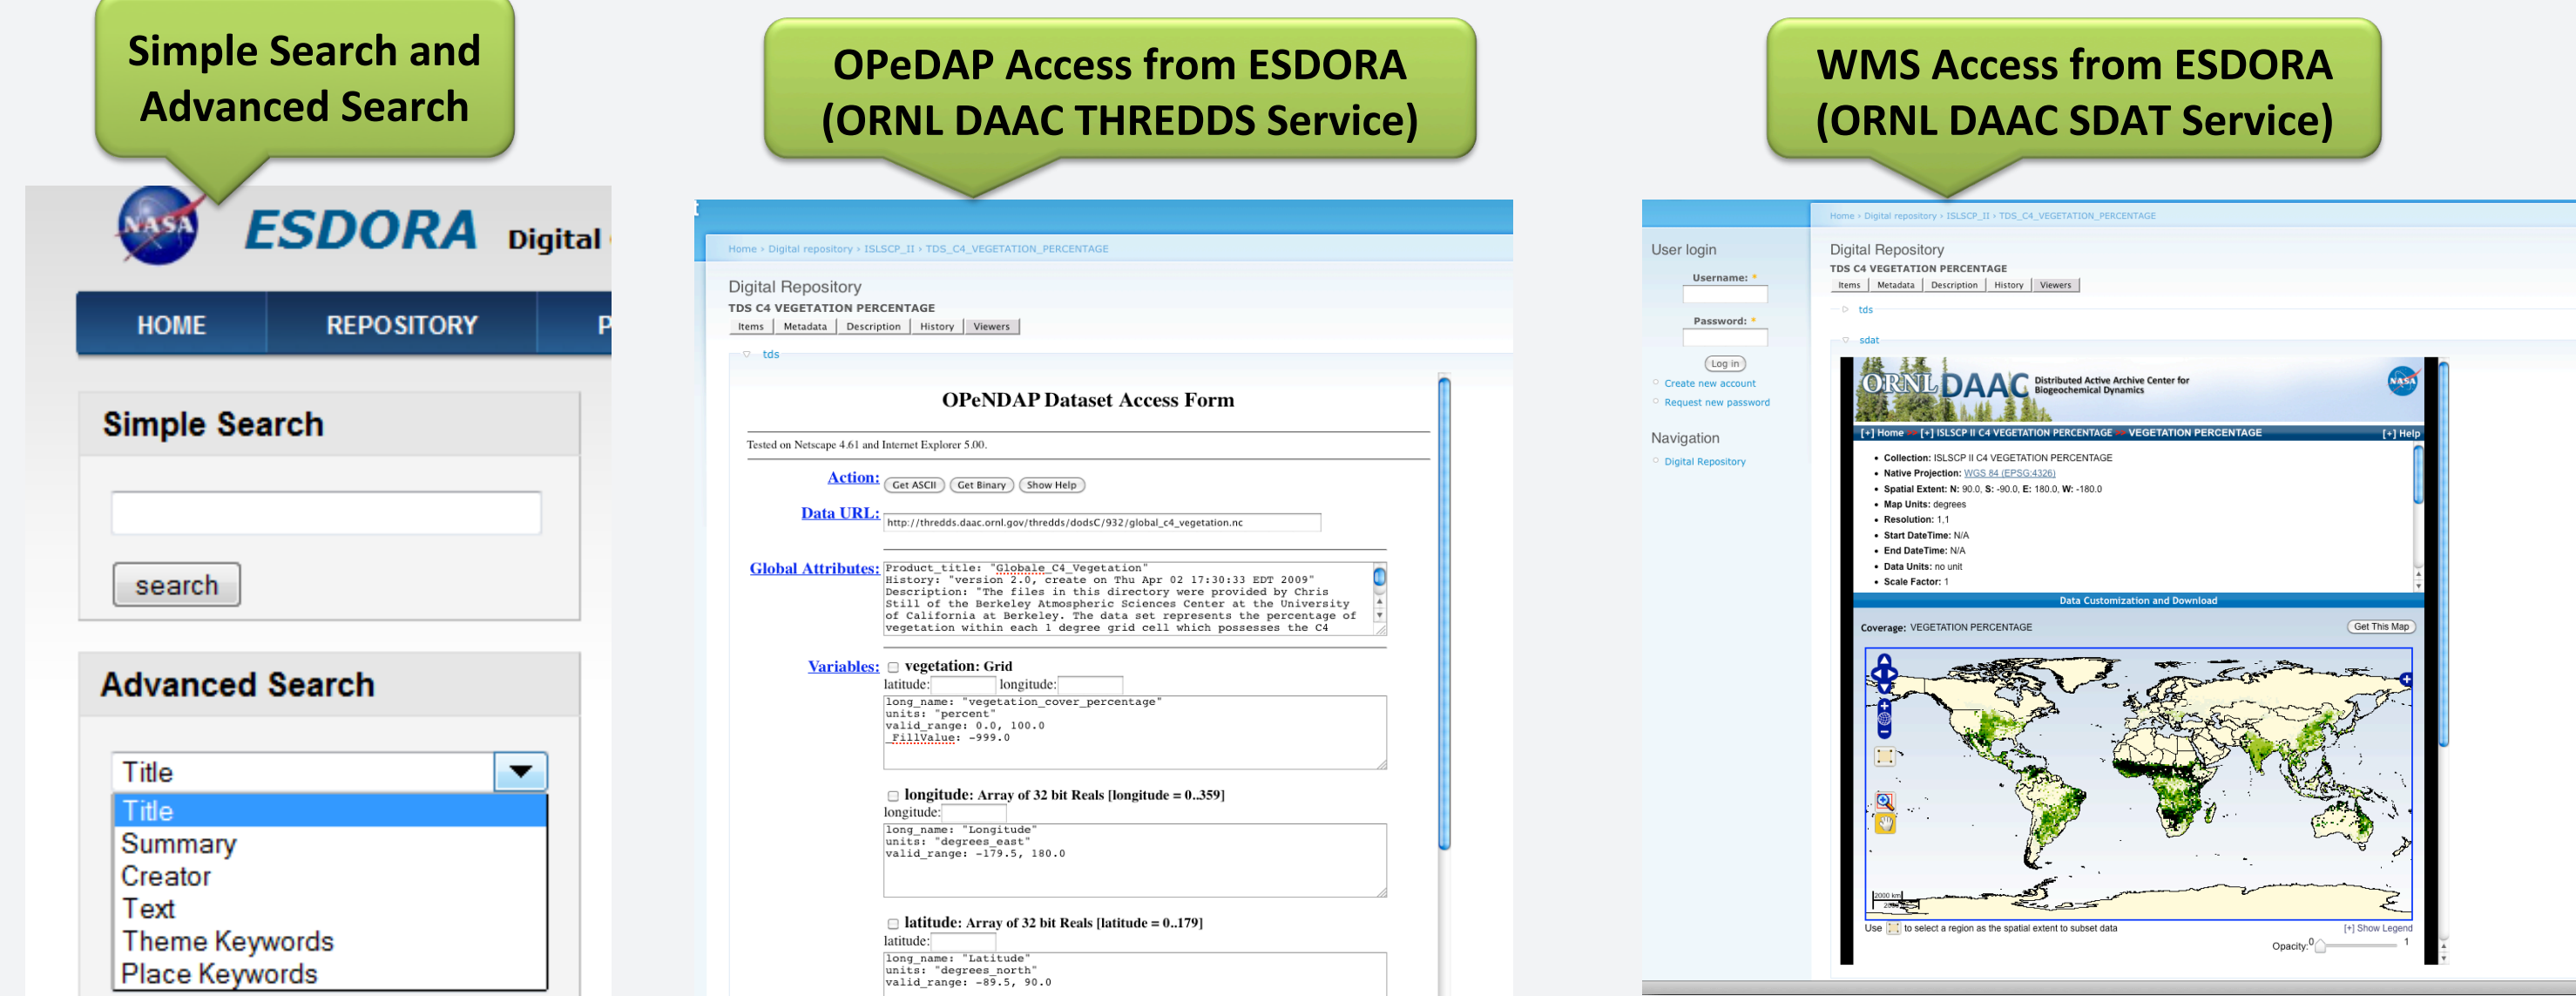 Simple Search and
Advanced Search
NASA
ESDORA Digital
HOME REPOSITORY P
Simple Search
search
Advanced Search
Title
Title
Summary
Creator
Text
Theme Keywords
Place Keywords
OPeDAP Access from ESDORA
(ORNL DAAC THREDDS Service)
t
Home › Digital repository › ISLSCP_II › TDS_C4_VEGETATION_PERCENTAGE
Digital Repository
TDS C4 VEGETATION PERCENTAGE
Items Metadata Description History Viewers
tds
OPeNDAP Dataset Access Form
Tested on Netscape 4.61 and Internet Explorer 5.00.
Action: Get ASCII Get Binary Show Help
Data URL: http://thredds.daac.ornl.gov/thredds/dodsC/932/global_c4_vegetation.nc
Global Attributes: Product_title: "Globale_C4_Vegetation"
History: "version 2.0, create on Thu Apr 02 17:30:33 EDT 2009"
Description: "The files in this directory were provided by Chris
Still of the Berkeley Atmospheric Sciences Center at the University
of California at Berkeley. The data set represents the percentage of
vegetation within each 1 degree grid cell which possesses the C4
Variables: vegetation: Grid
latitude: longitude:
long_name: "vegetation_cover_percentage"
units: "percent"
valid_range: 0.0, 100.0
_FillValue: -999.0
longitude: Array of 32 bit Reals [longitude = 0..359]
longitude:
long_name: "Longitude"
units: "degrees_east"
valid_range: -179.5, 180.0
latitude: Array of 32 bit Reals [latitude = 0..179]
latitude:
long_name: "Latitude"
units: "degrees_north"
valid_range: -89.5, 90.0
WMS Access from ESDORA
(ORNL DAAC SDAT Service)
Home › Digital repository › ISLSCP_II › TDS_C4_VEGETATION_PERCENTAGE
User login
Username: *
Password: *
Log in
Create new account
Request new password
Navigation
Digital Repository
Digital Repository
TDS C4 VEGETATION PERCENTAGE
Items Metadata Description History Viewers
tds
sdat
ORNL DAAC Distributed Active Archive Center for
Biogeochemical Dynamics
NASA
[+] Home >> [+] ISLSCP II C4 VEGETATION PERCENTAGE >> VEGETATION PERCENTAGE [+] Help
• Collection: ISLSCP II C4 VEGETATION PERCENTAGE
• Native Projection: WGS 84 (EPSG:4326)
• Spatial Extent: N: 90.0, S: -90.0, E: 180.0, W: -180.0
• Map Units: degrees
• Resolution: 1,1
• Start DateTime: N/A
• End DateTime: N/A
• Data Units: no unit
• Scale Factor: 1
Data Customization and Download
Coverage: VEGETATION PERCENTAGE Get This Map
2000 km
Use to select a region as the spatial extent to subset data [+] Show Legend
Opacity: 0 1